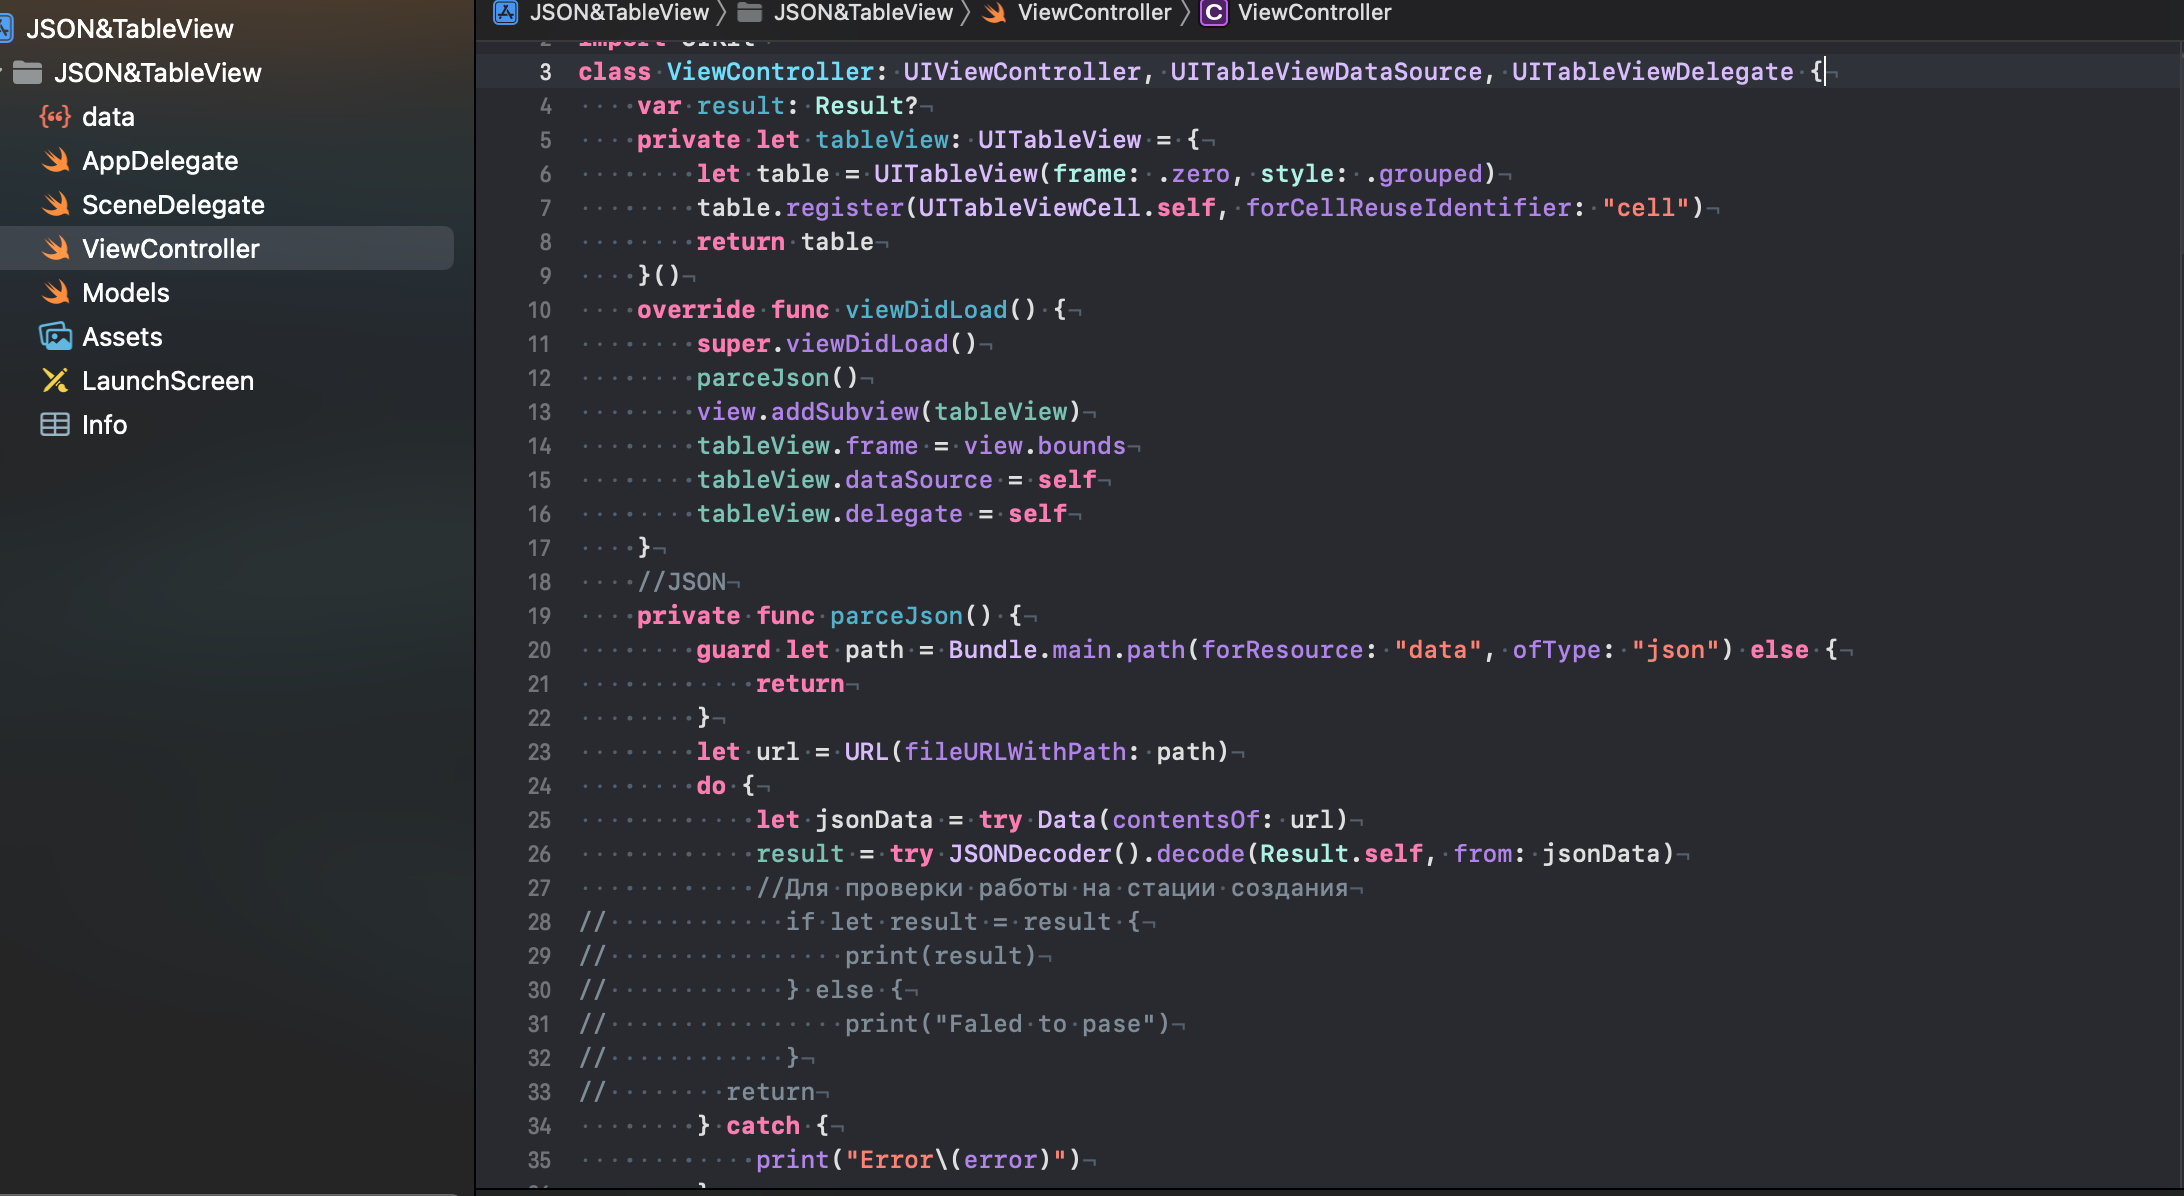 JSON&TableView
JSON&TableView
data
AppDelegate
SceneDelegate
ViewController
Models
Assets
LaunchScreen
Info
JSON&TableView 〉 JSON&TableView 〉 ViewController 〉 C ViewController
2 import UIKit
3 class ViewController: UIViewController, UITableViewDataSource, UITableViewDelegate {
4 var result: Result?
5 private let tableView: UITableView = {
6 let table = UITableView(frame: .zero, style: .grouped)
7 table.register(UITableViewCell.self, forCellReuseIdentifier: "cell")
8 return table
9 }()
10 override func viewDidLoad() {
11 super.viewDidLoad()
12 parceJson()
13 view.addSubview(tableView)
14 tableView.frame = view.bounds
15 tableView.dataSource = self
16 tableView.delegate = self
17 }
18 //JSON
19 private func parceJson() {
20 guard let path = Bundle.main.path(forResource: "data", ofType: "json") else {
21 return
22 }
23 let url = URL(fileURLWithPath: path)
24 do {
25 let jsonData = try Data(contentsOf: url)
26 result = try JSONDecoder().decode(Result.self, from: jsonData)
27 //Для проверки работы на стации создания
28 // if let result = result {
29 // print(result)
30 // } else {
31 // print("Faled to pase")
32 // }
33 // return
34 } catch {
35 print("Error\(error)")